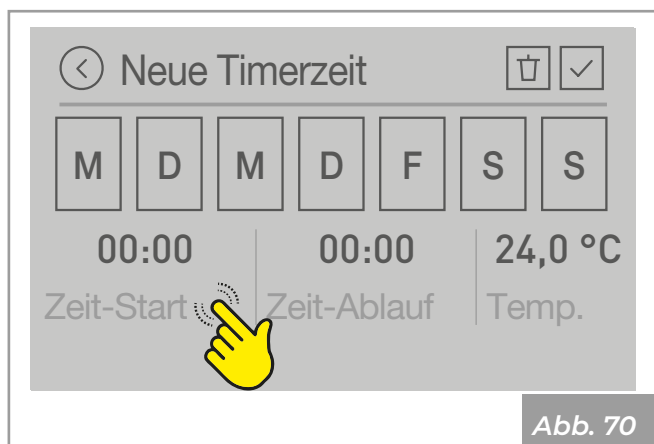 Neue Timerzeit
M D M D F S S
00:00 00:00 24,0 °C
Zeit-Start Zeit-Ablauf Temp.
Abb. 70